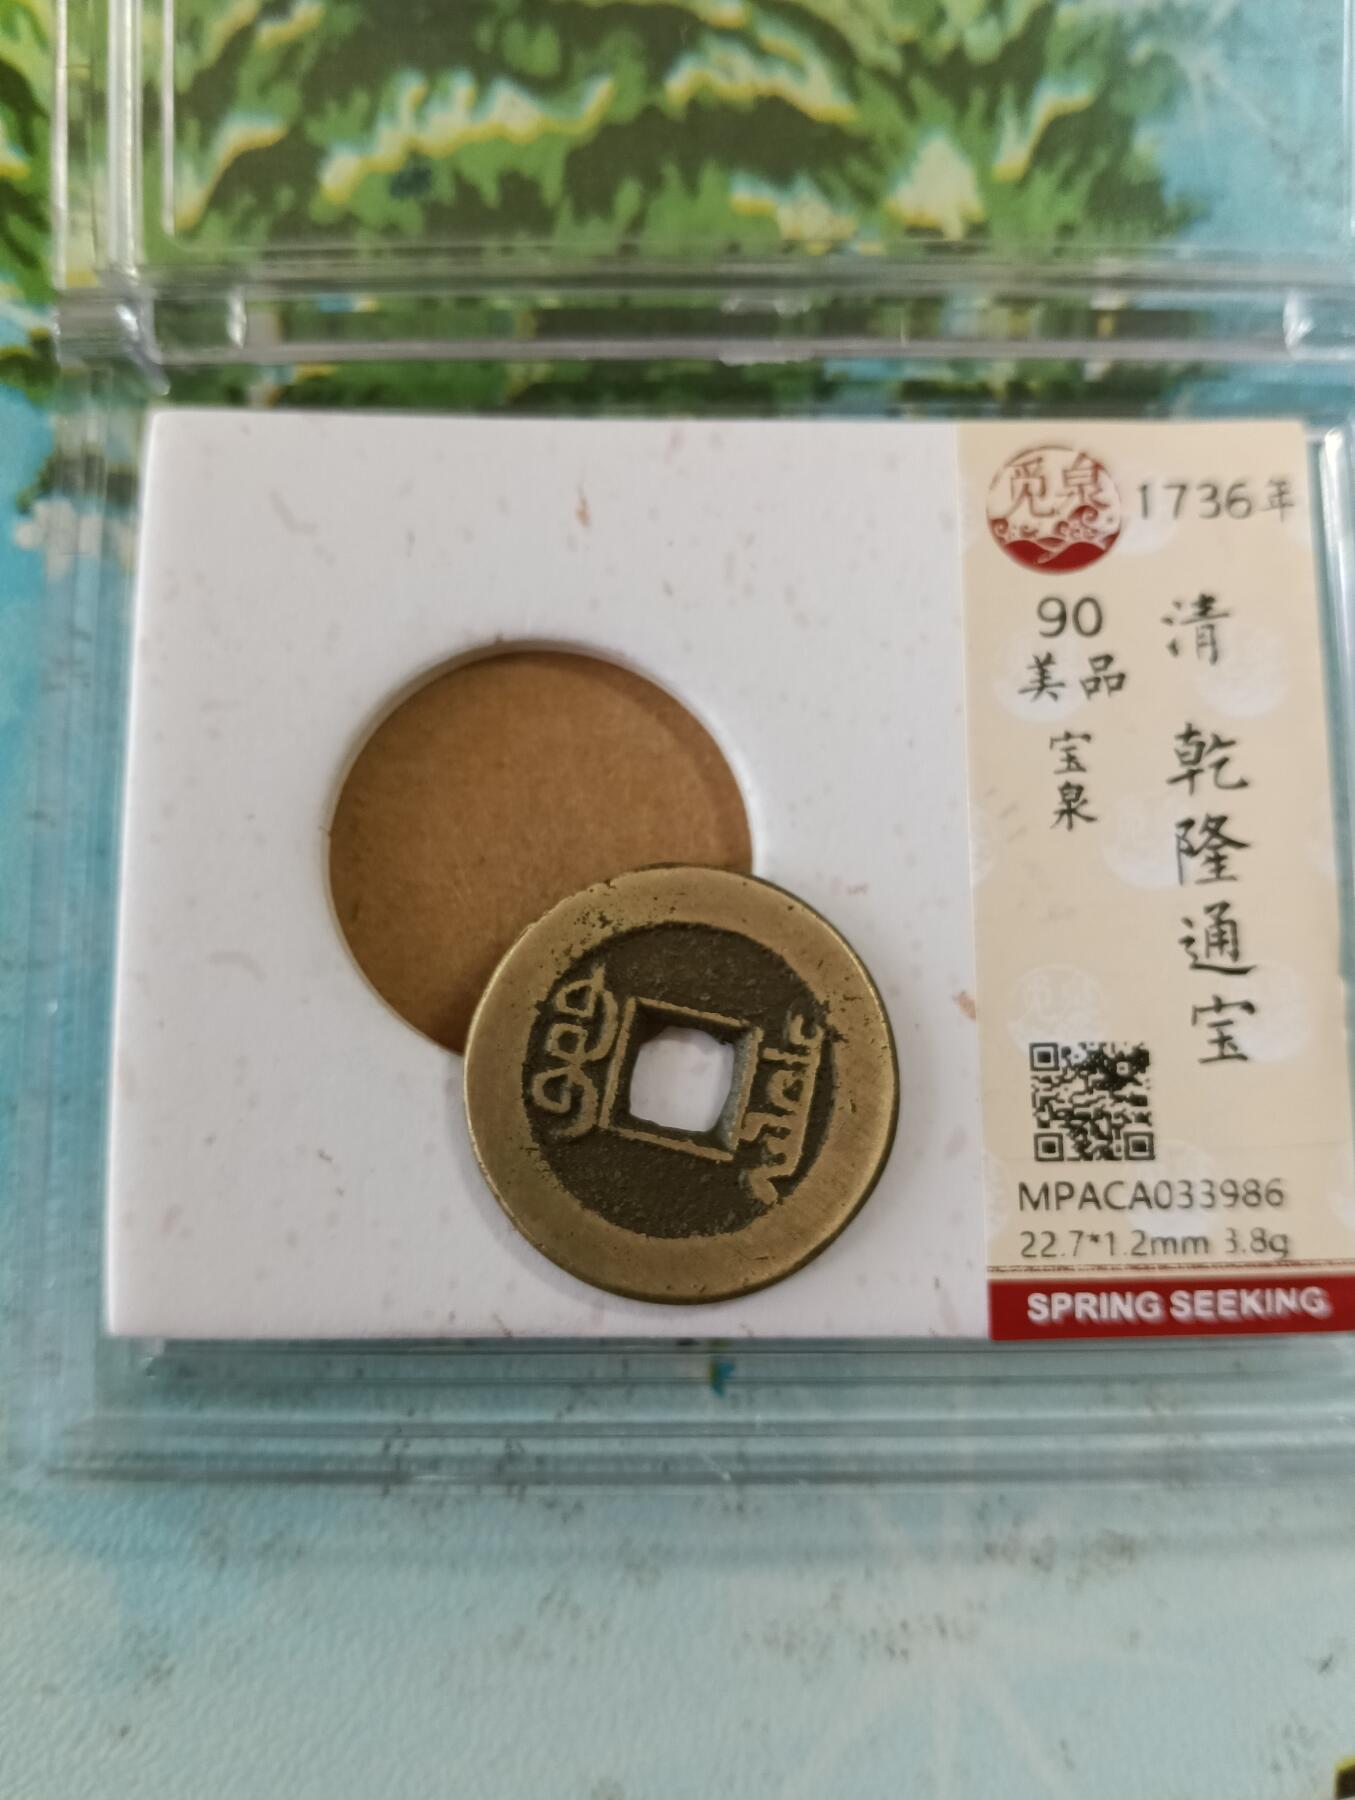 觅泉
1736年
90
美品
宝泉
清
乾隆通宝
MPACA033986
22.7*1.2mm 3.8g
SPRING SEEKING